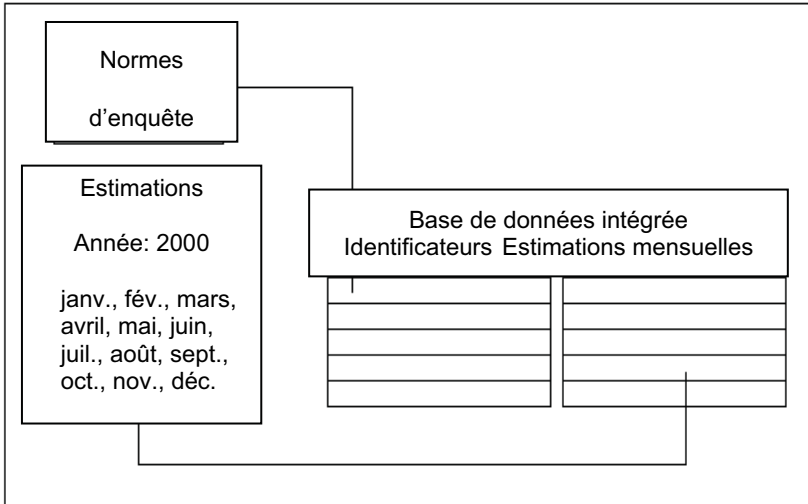 Normes
d'enquête
Estimations
Année: 2000
janv., fév., mars,
avril, mai, juin,
juil., août, sept.,
oct., nov., déc.
Base de données intégrée
Identificateurs Estimations mensuelles